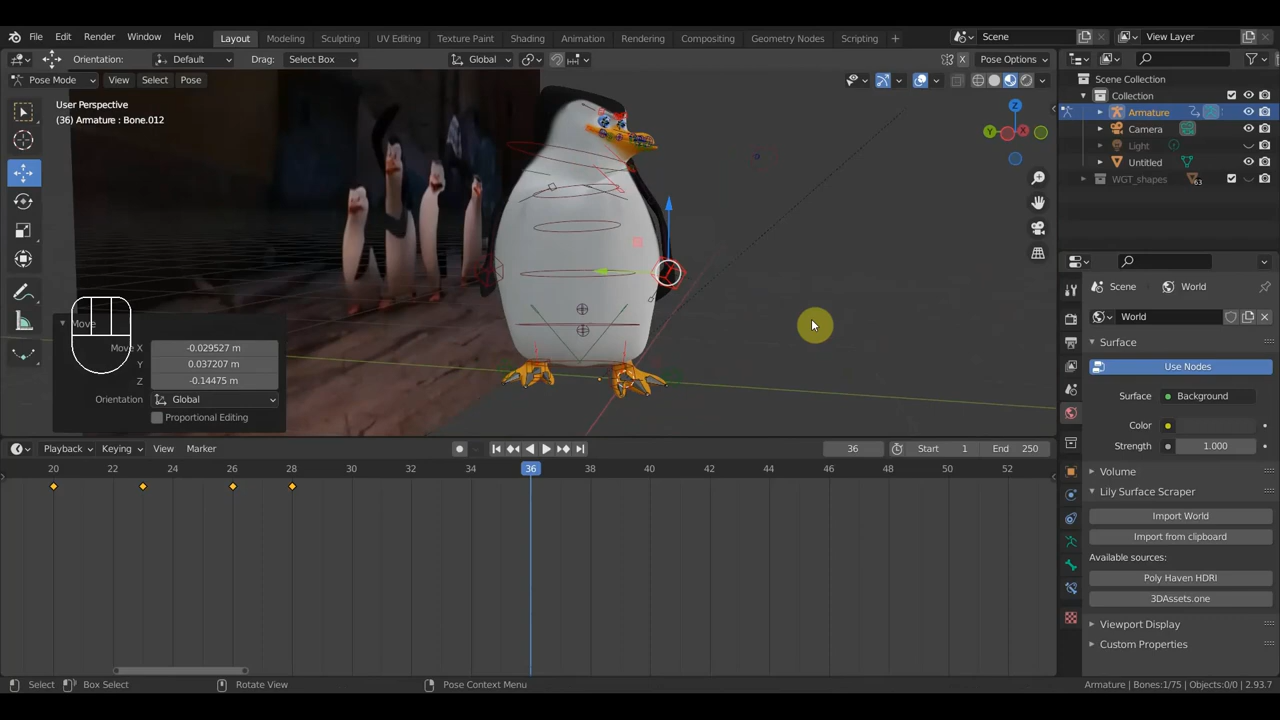 File Edit Render Window Help Layout Modeling Sculpting UV Editing Texture Paint Shading Animation Rendering Compositing Geometry Nodes Scripting + Scene View Layer
Orientation: Default Drag: Select Box Global Pose Options
Pose Mode View Select Pose
User Perspective
(36) Armature : Bone.012
X
Y
Z
Move
Move X -0.029527 m
Y 0.037207 m
Z -0.14475 m
Orientation Global
Proportional Editing
Scene Collection
Collection
Armature
Camera
Light
Untitled
WGT_shapes 63
Scene World
World
Surface
Use Nodes
Surface Background
Color
Strength 1.000
Volume
Lily Surface Scraper
Import World
Import from clipboard
Available sources:
Poly Haven HDRI
3DAssets.one
Viewport Display
Custom Properties
Playback Keying View Marker 36 Start 1 End 250
20 22 24 26 28 30 32 34 36 38 40 42 44 46 48 50 52
Select Box Select Rotate View Pose Context Menu Armature | Bones:1/75 | Objects:0/0 | 2.93.7